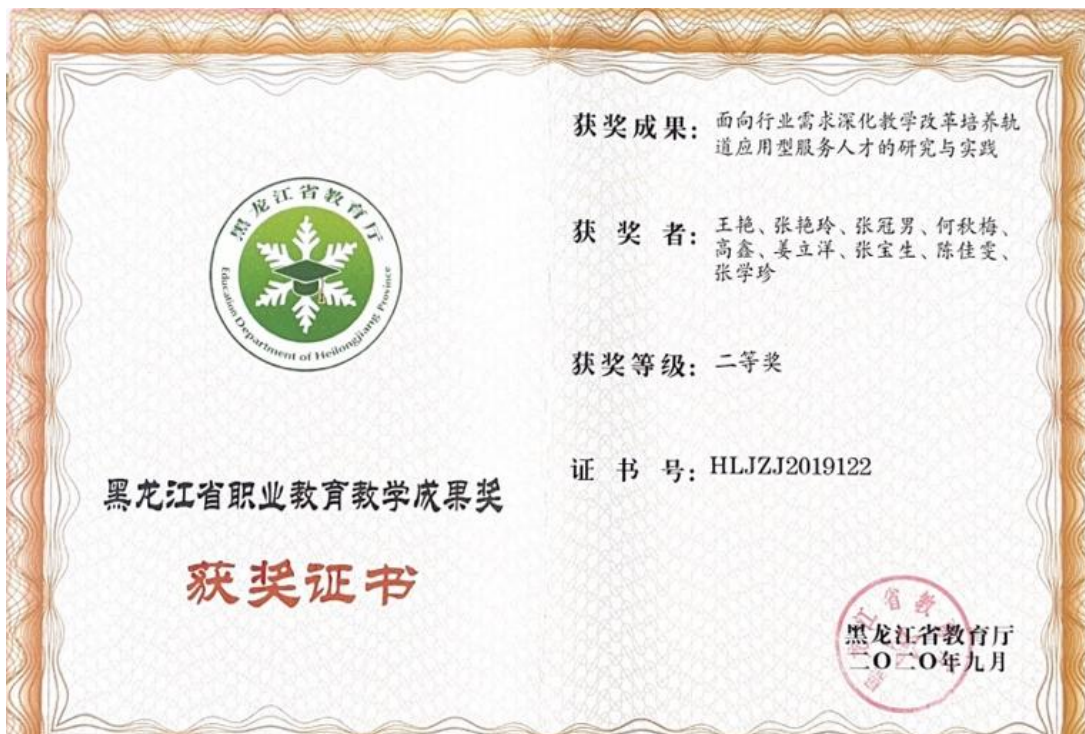 黑龙江省教育厅
Education Department of Heilongjiang Province
黑龙江省职业教育教学成果奖
获奖证书
获奖成果：面向行业需求深化教学改革培养轨
道应用型服务人才的研究与实践
获奖者：王艳、张艳玲、张冠男、何秋梅、
高鑫、姜立洋、张宝生、陈佳雯、
张学珍
获奖等级：二等奖
证书号：HLJZJ2019122
黑龙江省教育厅
二〇二〇年九月